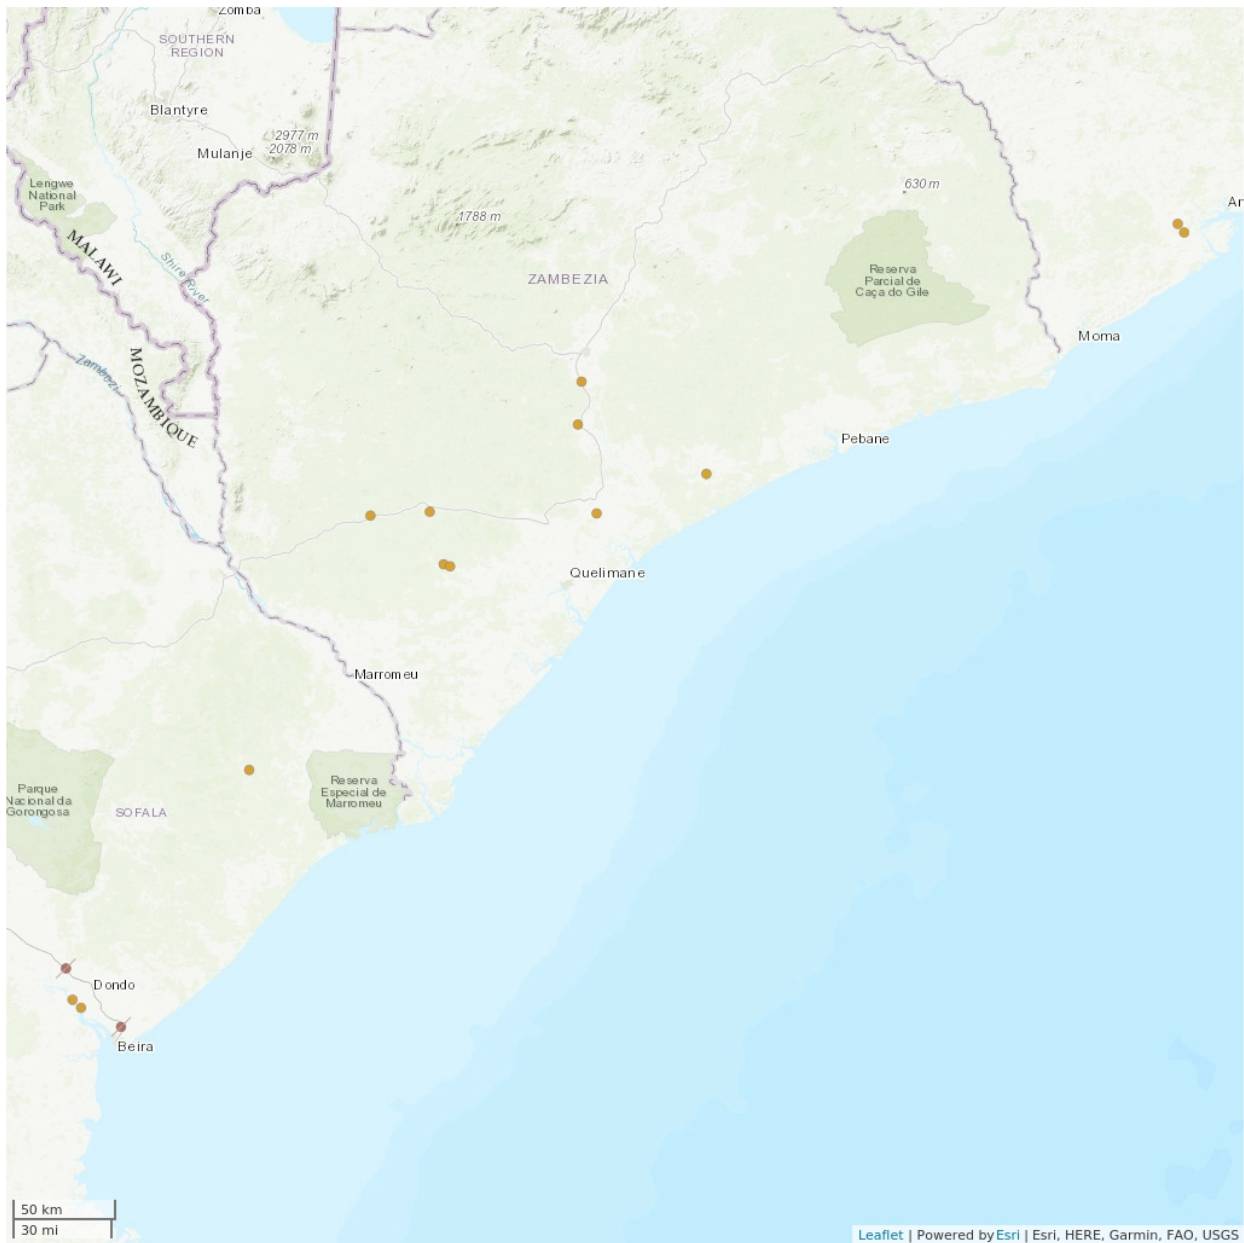 Zomba
SOUTHERN
REGION
Blantyre
2977 m
2078 m
Mulanje
Lengwe
National
Park
630 m
1788 m
MALAWI
Shire River
ZAMBEZIA
Reserva
Parcial de
Caça do Gile
Moma
Zambozi
MOZAMBIQUE
Pebane
Quelimane
Marromeu
Reserva
Especial de
Marromeu
Parque
Nacional da
Gorongosa
SOFALA
Dondo
Beira
50 km
30 mi
Leaflet | Powered by Esri | Esri, HERE, Garmin, FAO, USGS